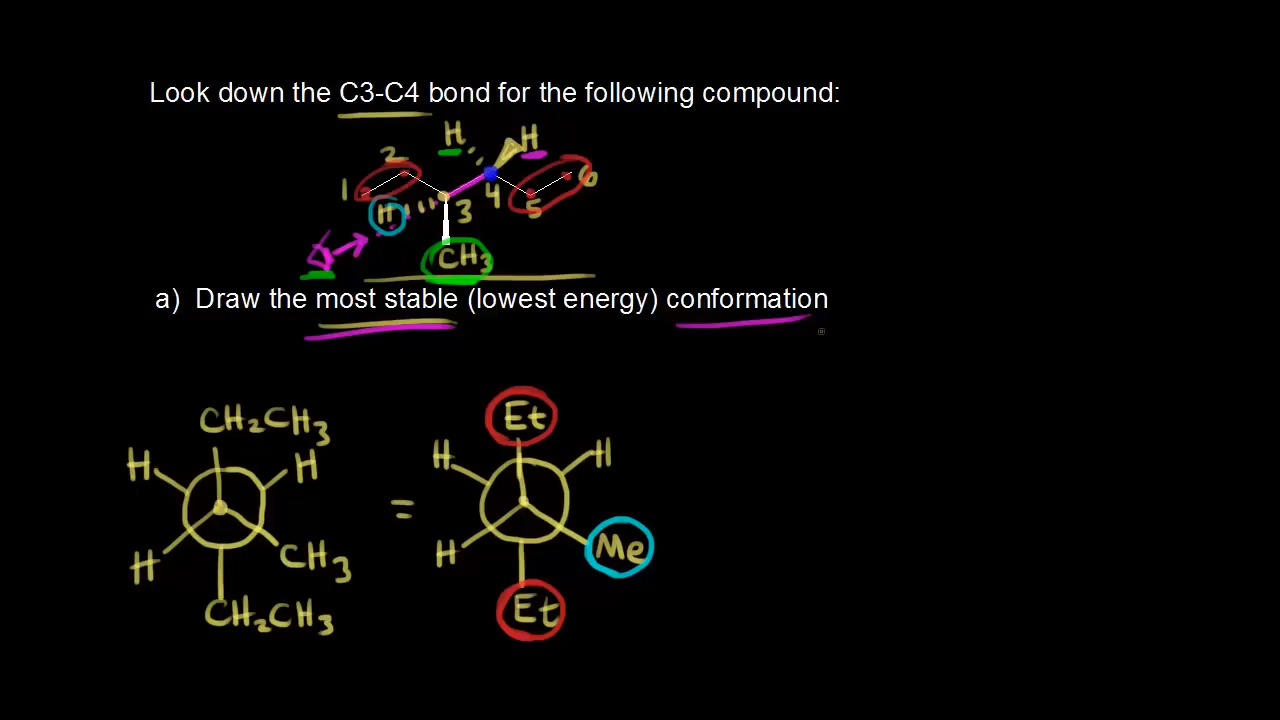 Look down the C3-C4 bond for the following compound:
H H
2
1 4 6
H 3 5
CH3
a) Draw the most stable (lowest energy) conformation
CH2CH3 Et
H H H H
=
H CH3 H Me
CH2CH3 Et